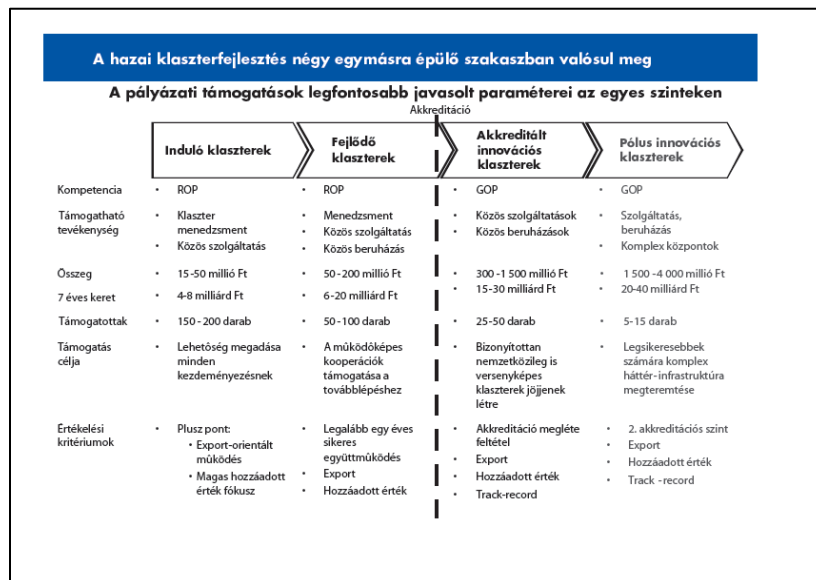 A hazai klaszterfejlesztés négy egymásra épülő szakaszban valósul meg
A pályázati támogatások legfontosabb javasolt paraméterei az egyes szinteken
Akkreditáció
Induló klaszterek
Fejlődő
klaszterek
Akkreditált
innovációs
klaszterek
Pólus innovációs
klaszterek
Kompetencia
• ROP
• ROP
• GOP
• GOP
Támogatható
tevékenység
• Klaszter
menedzsment
• Közös szolgáltatás
• Menedzsment
• Közös szolgáltatás
• Közös beruházás
• Közös szolgáltatások
• Közös beruházások
• Szolgáltatás,
beruházás
• Komplex központok
Összeg
• 15-50 millió Ft
• 50-200 millió Ft
• 300-1 500 millió Ft
• 1 500-4 000 millió Ft
7 éves keret
• 4-8 milliárd Ft
• 6-20 milliárd Ft
• 15-30 milliárd Ft
• 20-40 milliárd Ft
Támogatottak
• 150-200 darab
• 50-100 darab
• 25-50 darab
• 5-15 darab
Támogatás
célja
• Lehetőség megadása
minden
kezdeményezésnek
• A működőképes
kooperációk
támogatása a
továbblépéshez
• Bizonyítottan
nemzetközileg is
versenyképes
klaszterek jöjjenek
létre
• Legsikeresebbek
számára komplex
háttér-infrastruktúra
megteremtése
Értékelési
kritériumok
• Plusz pont:
• Export-orientált
működés
• Magas hozzáadott
érték fókusz
• Legalább egy éves
sikeres
együttműködés
• Export
• Hozzáadott érték
• Akkreditáció megléte
feltétel
• Export
• Hozzáadott érték
• Track-record
• 2. akkreditációs szint
• Export
• Hozzáadott érték
• Track -record